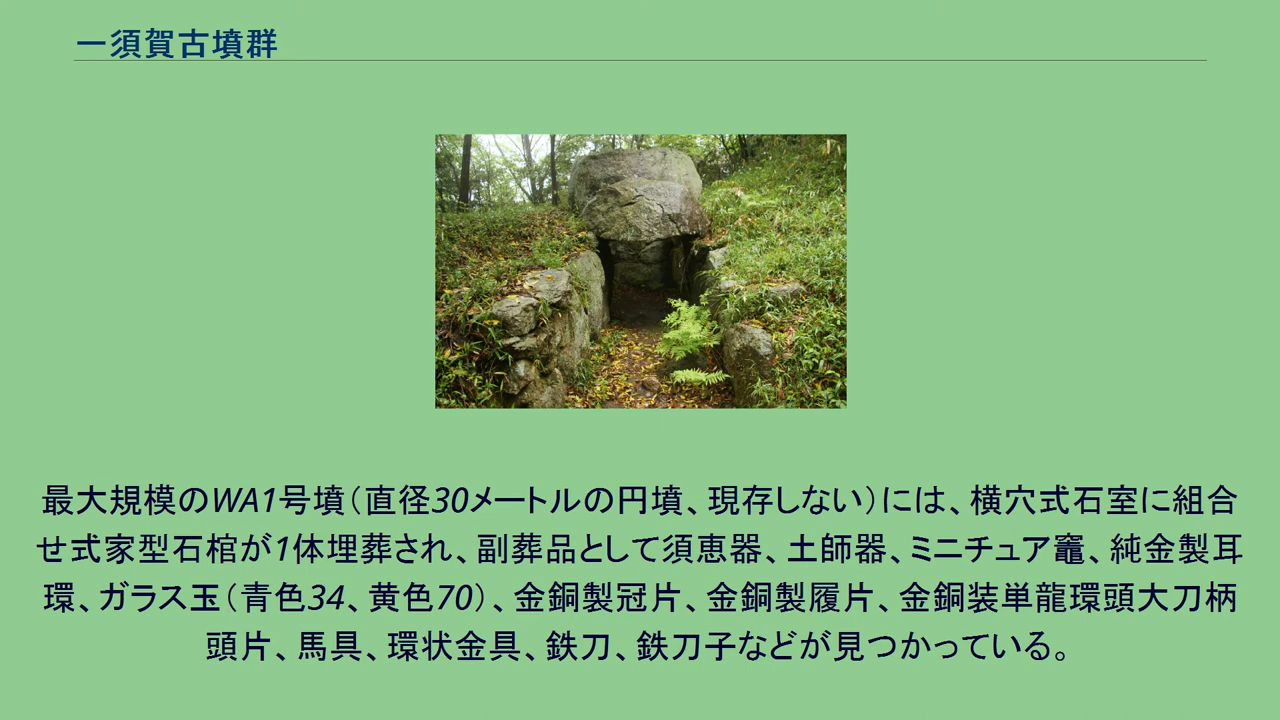 一須賀古墳群
最大規模のWA1号墳（直径30メートルの円墳、現存しない）には、横穴式石室に組合
せ式家型石棺が1体埋葬され、副葬品として須恵器、土師器、ミニチュア竈、純金製耳
環、ガラス玉（青色34、黄色70）、金銅製冠片、金銅製履片、金銅装単龍環頭大刀柄
頭片、馬具、環状金具、鉄刀、鉄刀子などが見つかっている。